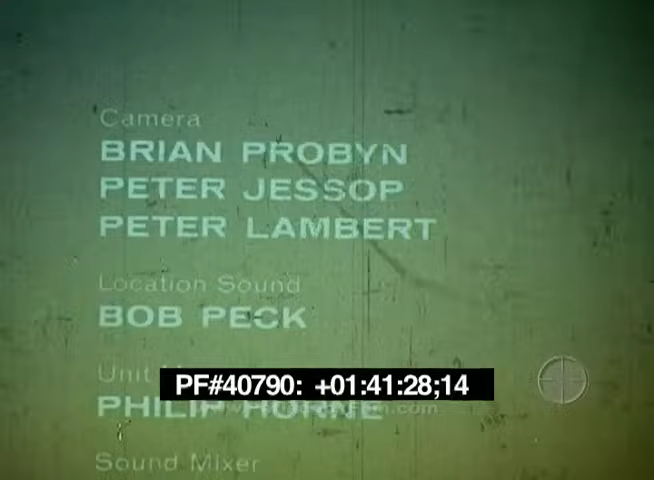 Camera
BRIAN PROBYN
PETER JESSOP
PETER LAMBERT
Location Sound
BOB PECK
Unit
PF#40790: +01:41:28;14
PHILIP HORNE
Sound Mixer